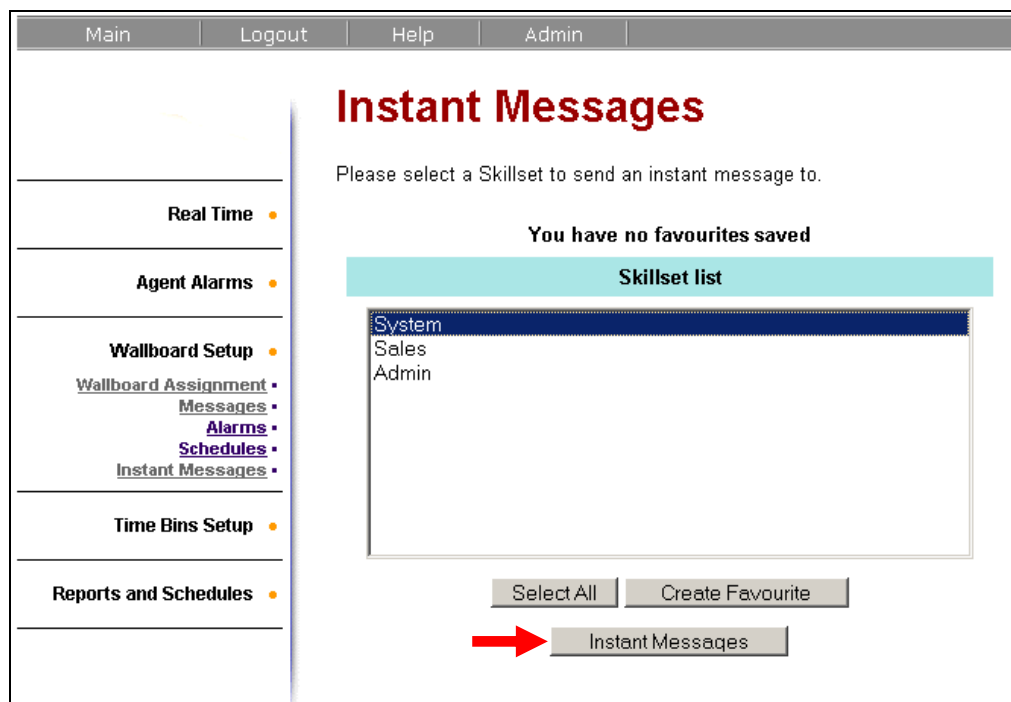 Main Logout Help Admin
Instant Messages
Please select a Skillset to send an instant message to.
Real Time
Agent Alarms
Wallboard Setup
Wallboard Assignment
Messages
Alarms
Schedules
Instant Messages
Time Bins Setup
Reports and Schedules
You have no favourites saved
Skillset list
System
Sales
Admin
Select All Create Favourite
Instant Messages